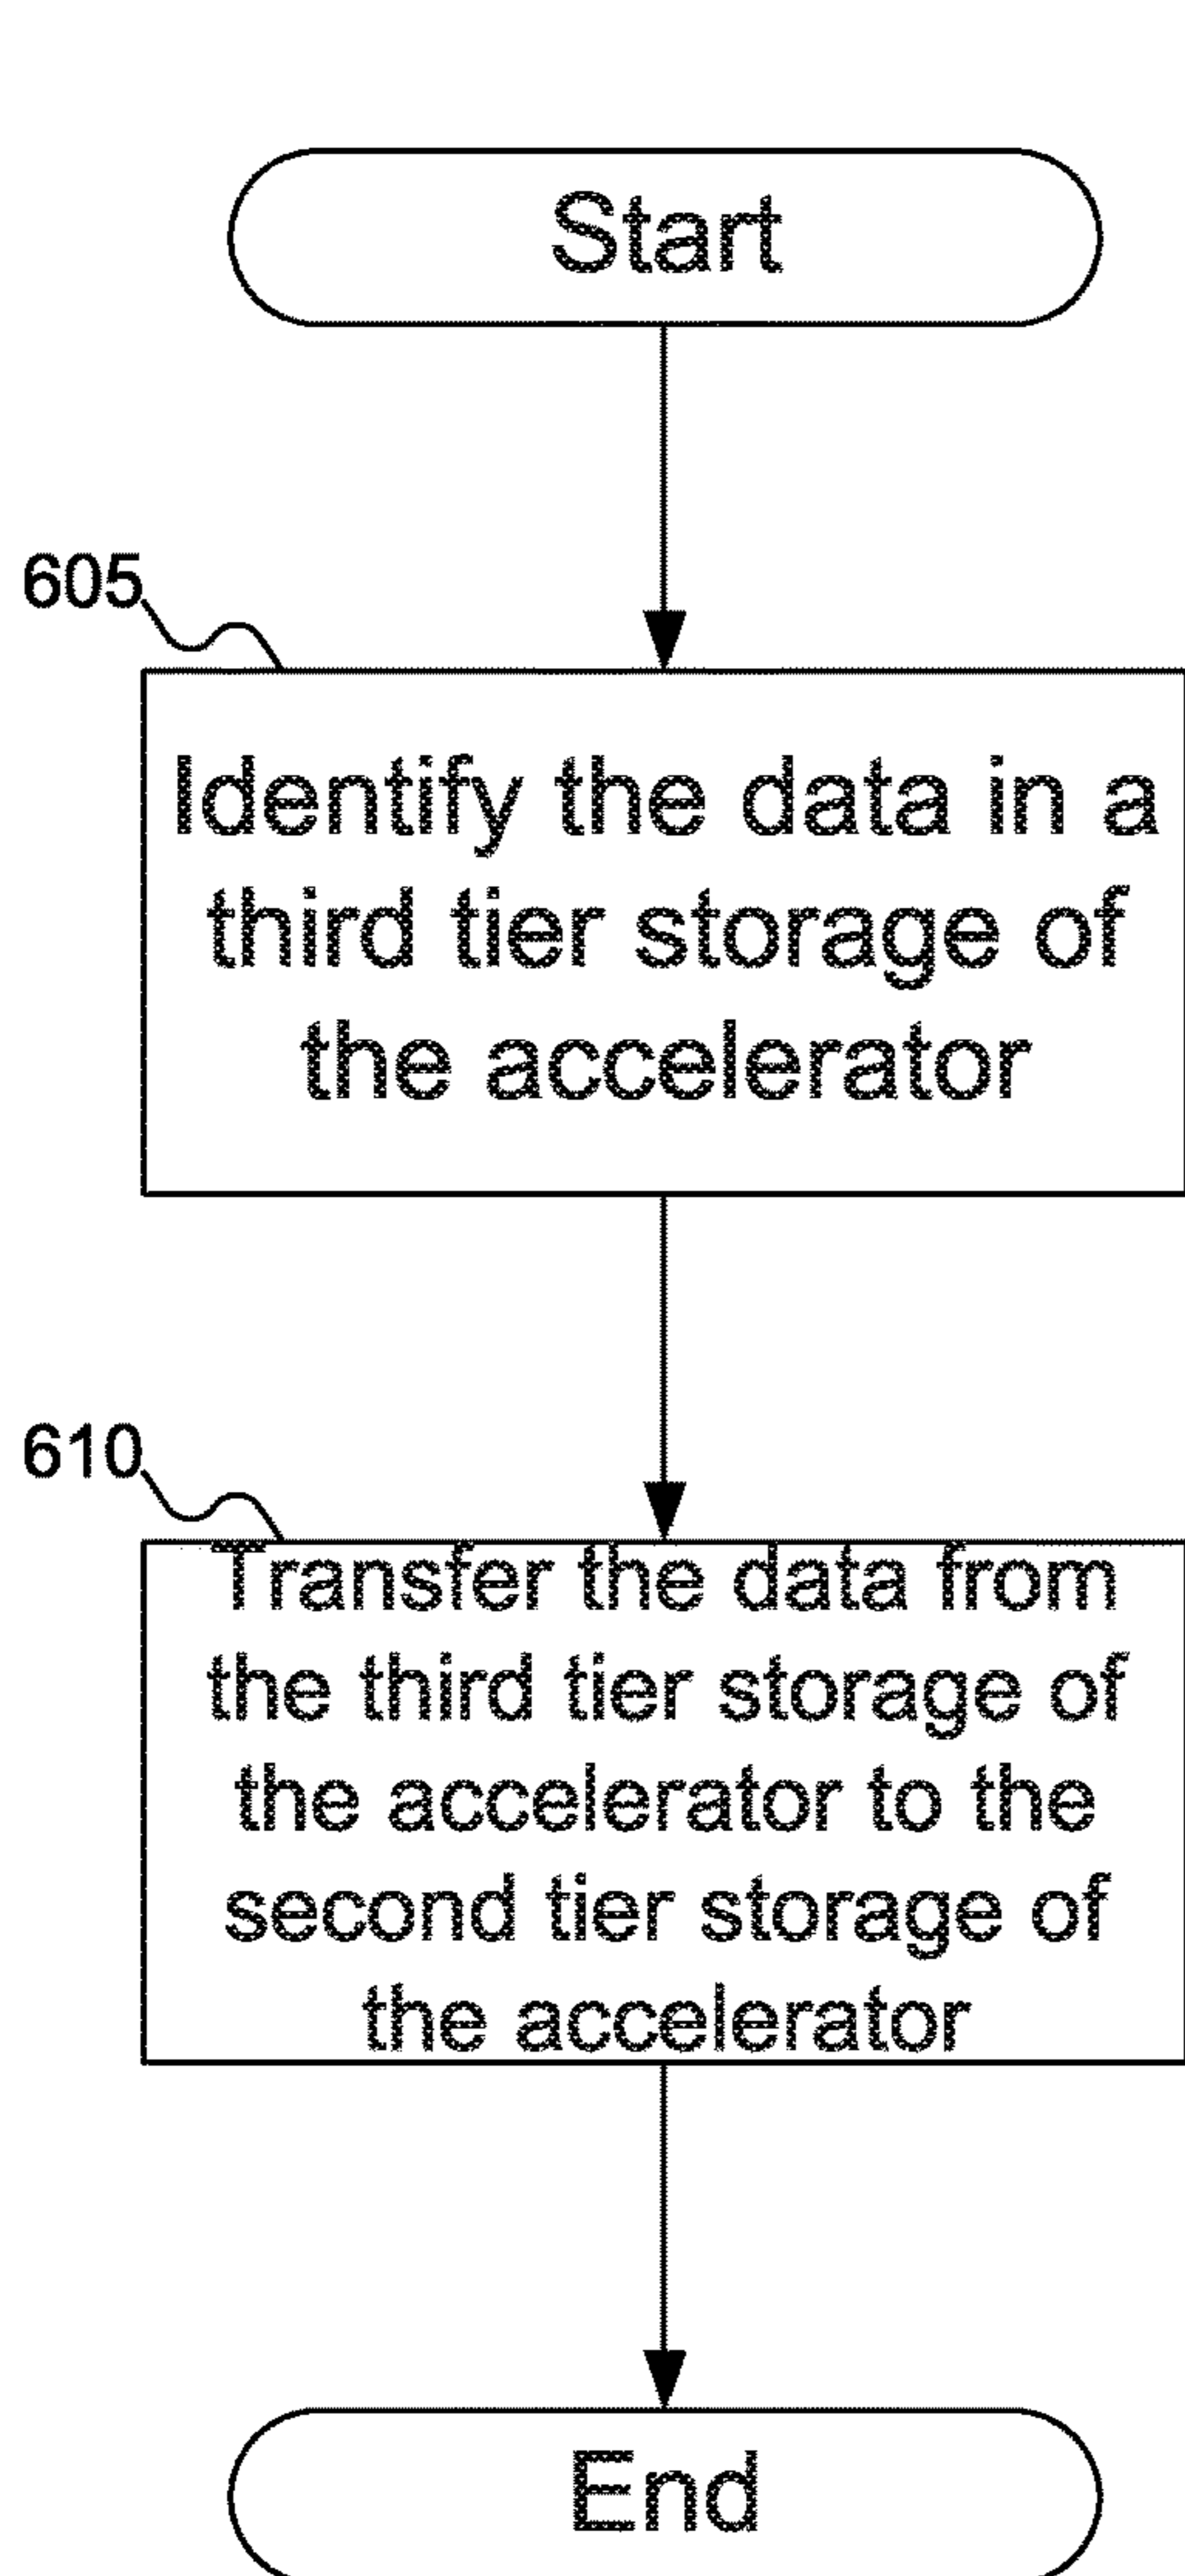 Start
605
Identify the data in a
third tier storage of
the accelerator
610
Transfer the data from
the third tier storage of
the accelerator to the
second tier storage of
the accelerator
End